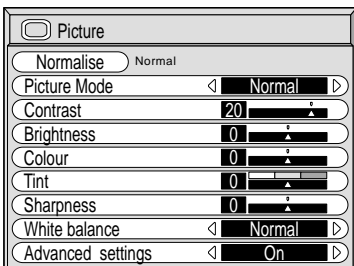 Picture
Normalise Normal
Picture Mode Normal
Contrast 20
Brightness 0
Colour 0
Tint 0
Sharpness 0
White balance Normal
Advanced settings On